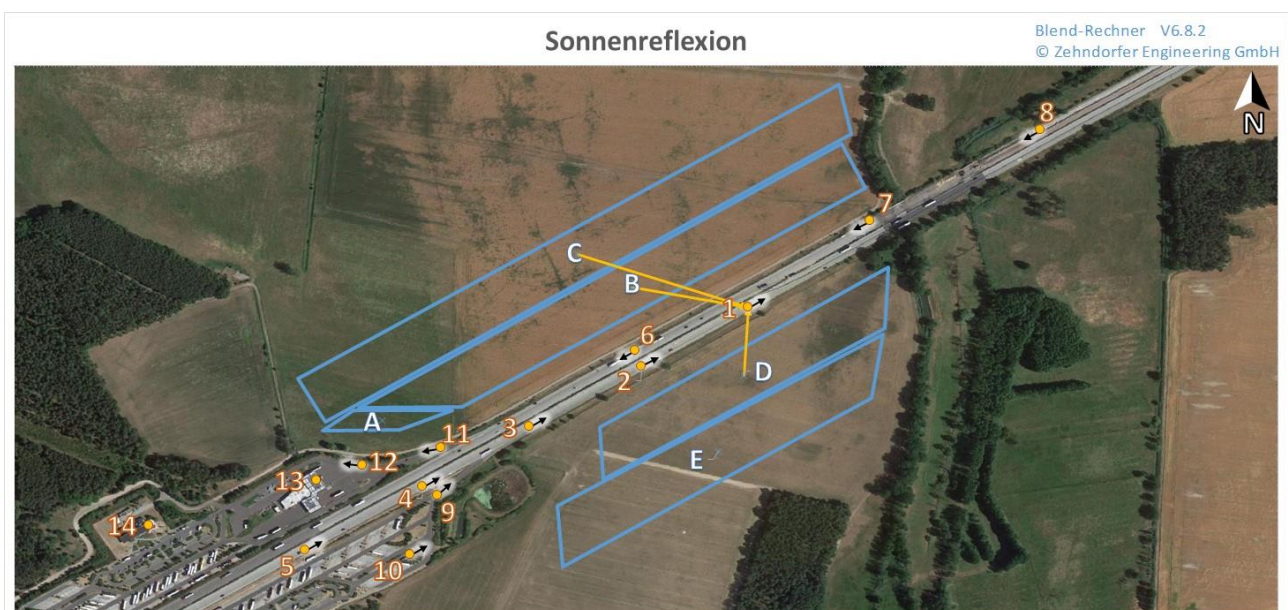 Sonnenreflexion
Blend-Rechner V6.8.2
© Zehndorfer Engineering GmbH
8
N
7
C
B
1
6
2
D
A
3
11
12
E
13
4
9
14
5
10